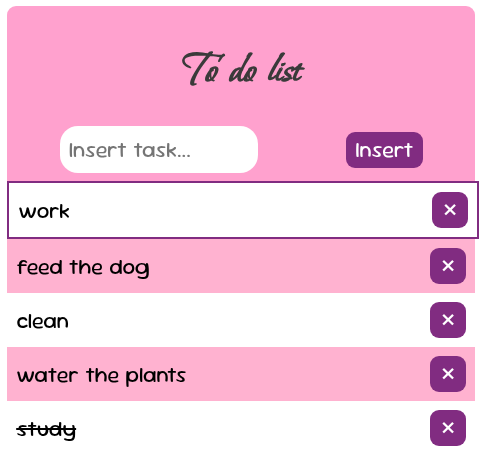 To do list
Insert task...
Insert
work
×
feed the dog
×
clean
×
water the plants
×
study
×